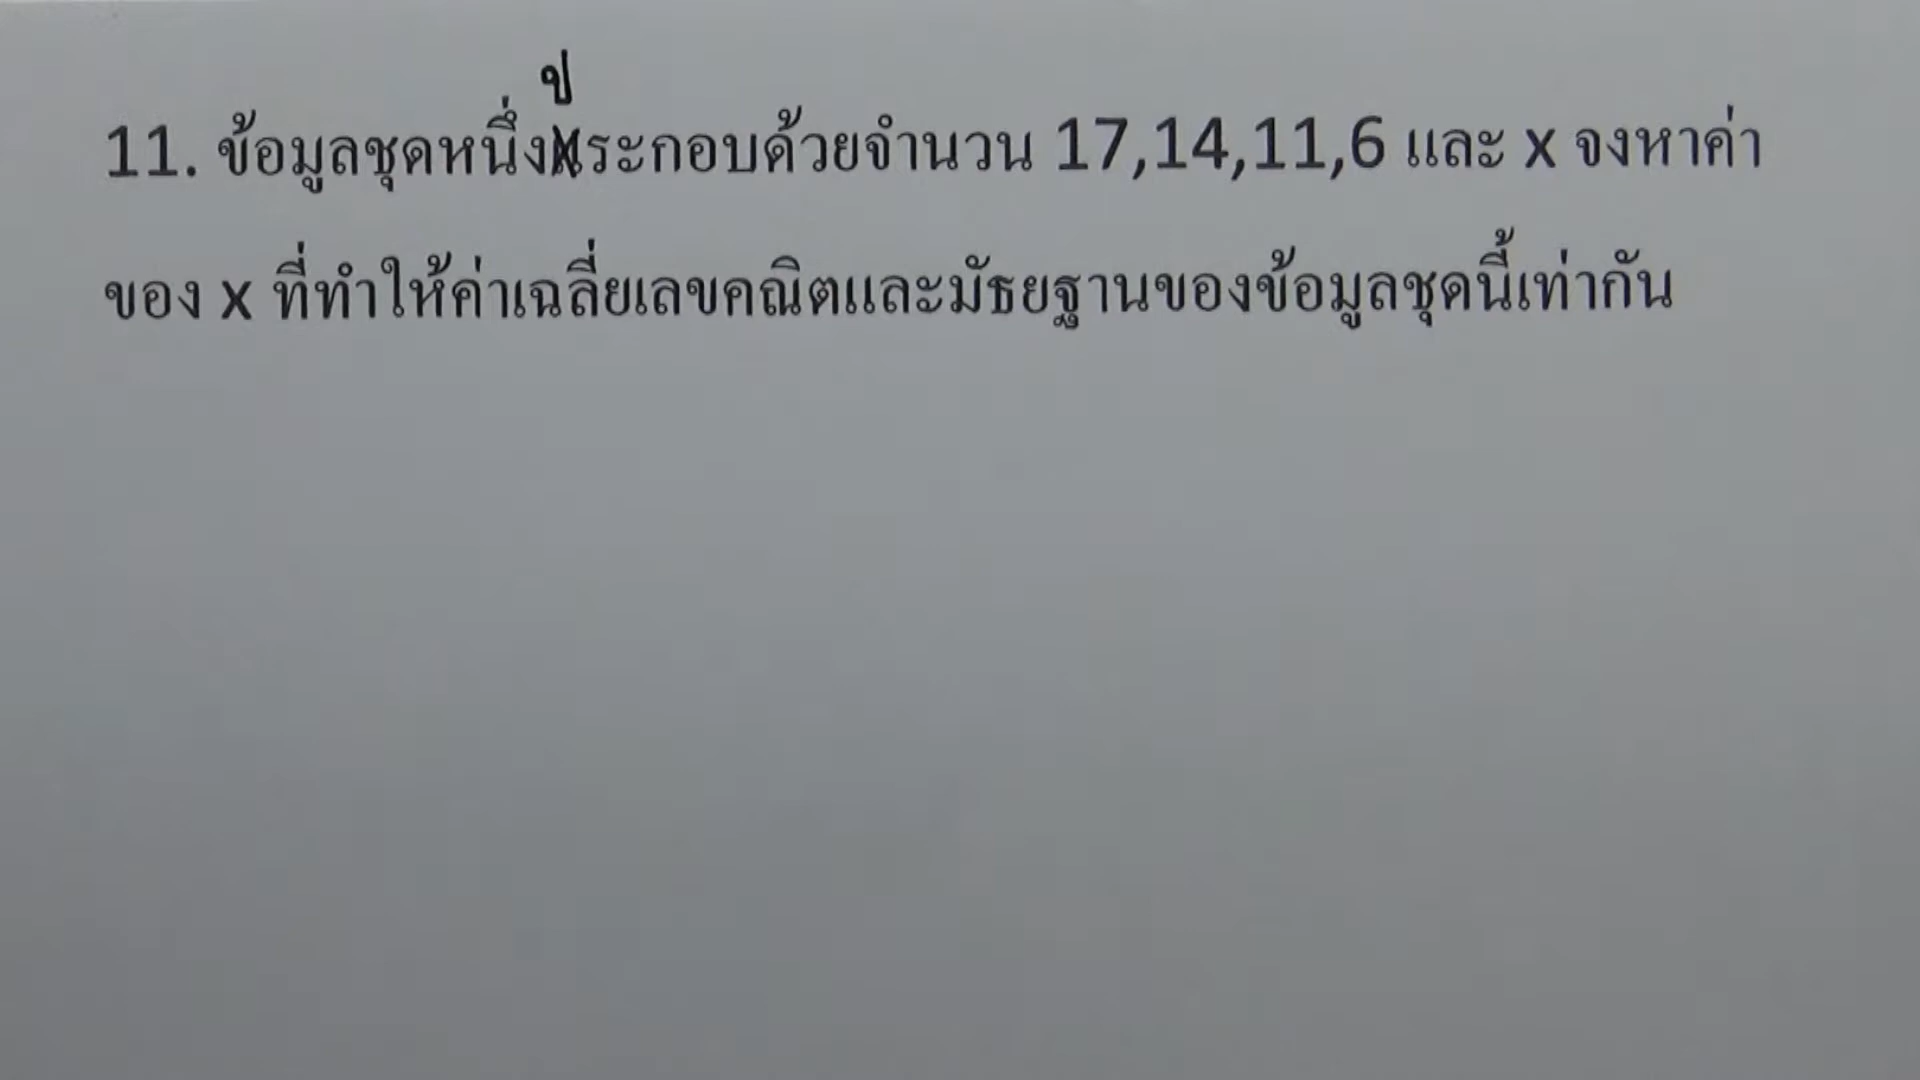 ป
11. ข้อมูลชุดหนึ่งประกอบด้วยจำนวน 17,14,11,6 และ x จงหาค่า
ของ x ที่ทำให้ค่าเฉลี่ยเลขคณิตและมัธยฐานของข้อมูลชุดนี้เท่ากัน